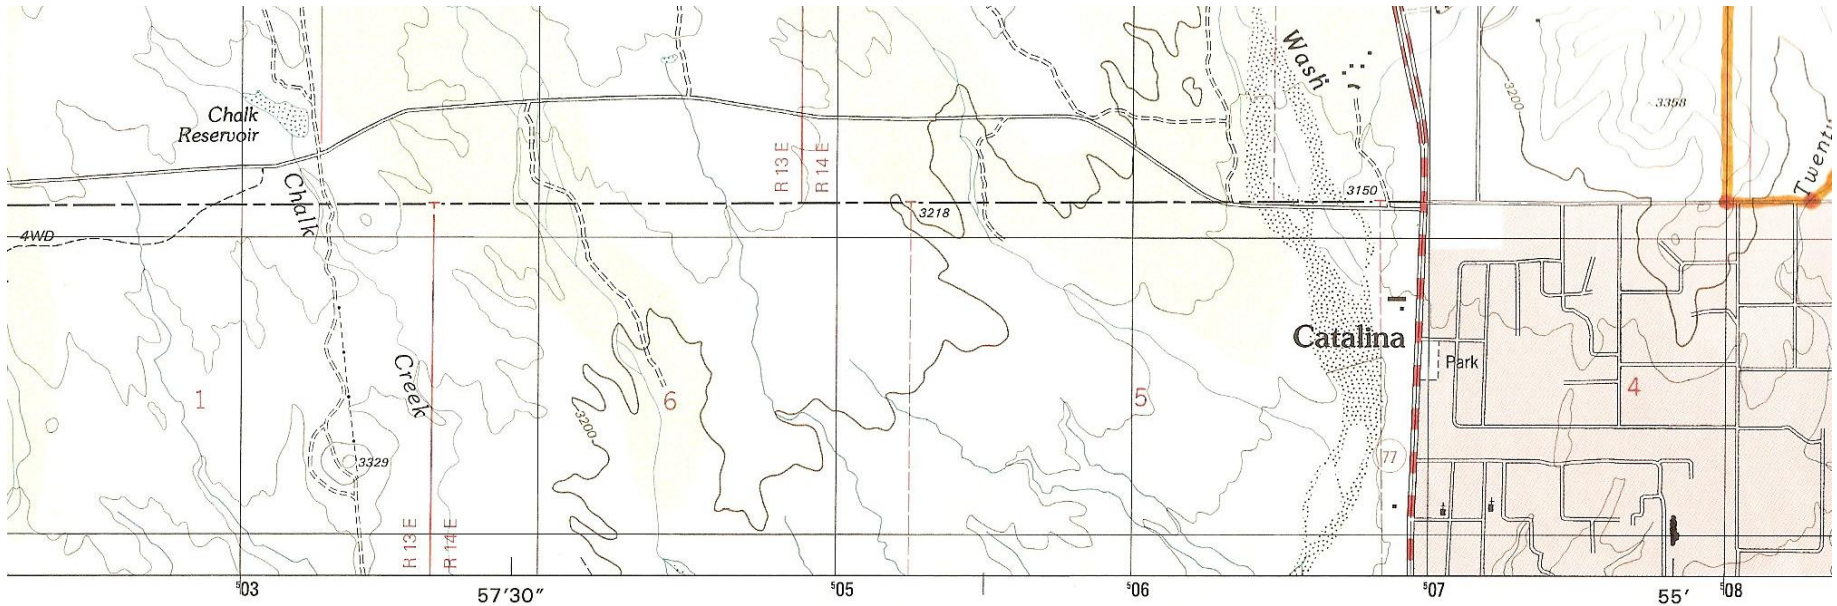 Wash
3200
3358
Chalk
Reservoir
R 13 E
R 14 E
Chalk
3150
3218
4WD
Catalina
Park
Creek
1
6
5
4
3200
77
3329
R 13 E
R 14 E
⁵03
57'30"
⁵05
⁵06
⁵07
55'
⁵08